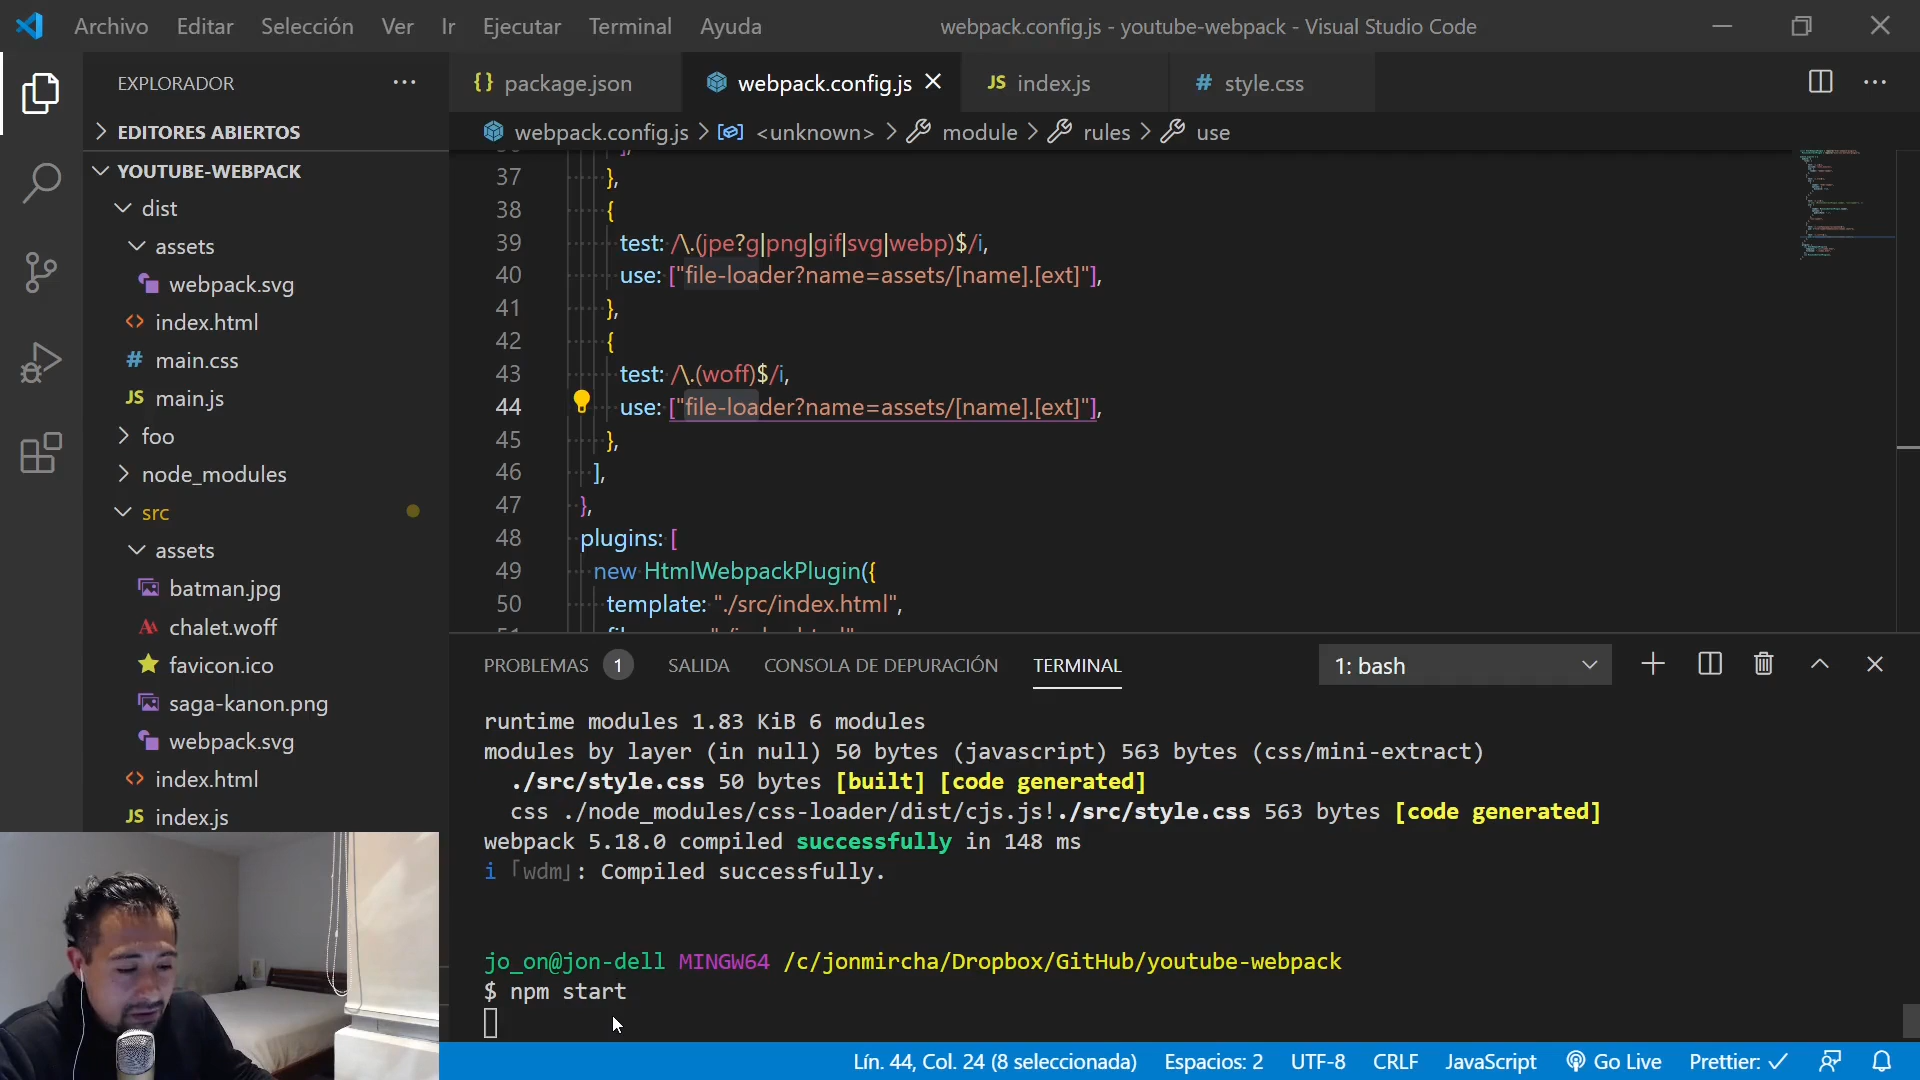 Archivo Editar Selección Ver Ir Ejecutar Terminal Ayuda webpack.config.js - youtube-webpack - Visual Studio Code
EXPLORADOR
EDITORES ABIERTOS
YOUTUBE-WEBPACK
dist
assets
webpack.svg
index.html
main.css
main.js
foo
node_modules
src
assets
batman.jpg
chalet.woff
favicon.ico
saga-kanon.png
webpack.svg
index.html
index.js
package.json webpack.config.js index.js style.css
webpack.config.js > <unknown> > module > rules > use
37 },
38 {
39 test: /\.(jpe?g|png|gif|svg|webp)$/i,
40 use: ["file-loader?name=assets/[name].[ext]"],
41 },
42 {
43 test: /\.(woff)$/i,
44 use: ["file-loader?name=assets/[name].[ext]"],
45 },
46 ],
47 },
48 plugins: [
49 new HtmlWebpackPlugin({
50 template: "./src/index.html",
PROBLEMAS 1 SALIDA CONSOLA DE DEPURACIÓN TERMINAL 1: bash
runtime modules 1.83 KiB 6 modules
modules by layer (in null) 50 bytes (javascript) 563 bytes (css/mini-extract)
./src/style.css 50 bytes [built] [code generated]
css ./node_modules/css-loader/dist/cjs.js!./src/style.css 563 bytes [code generated]
webpack 5.18.0 compiled successfully in 148 ms
i ｢wdm｣: Compiled successfully.
jo_on@jon-dell MINGW64 /c/jonmircha/Dropbox/GitHub/youtube-webpack
$ npm start
Lín. 44, Col. 24 (8 seleccionada) Espacios: 2 UTF-8 CRLF JavaScript Go Live Prettier: ✓